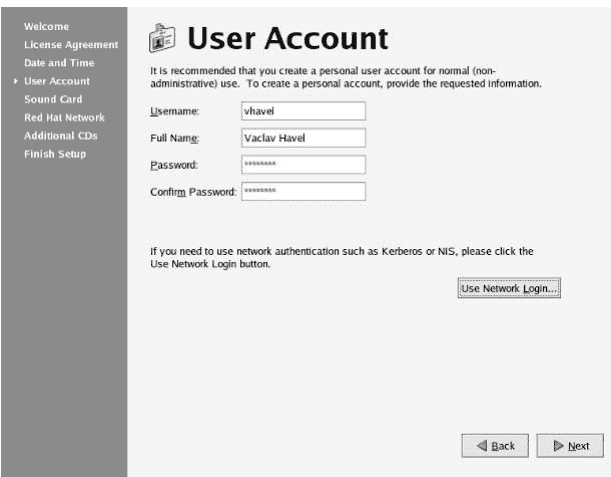 Welcome
License Agreement
Date and Time
User Account
Sound Card
Red Hat Network
Additional CDs
Finish Setup
User Account
It is recommended that you create a personal user account for normal (non-
administrative) use. To create a personal account, provide the requested information.
Username: vhavel
Full Name: Vaclav Havel
Password: ********
Confirm Password: ********
If you need to use network authentication such as Kerberos or NIS, please click the
Use Network Login button.
Use Network Login...
Back Next